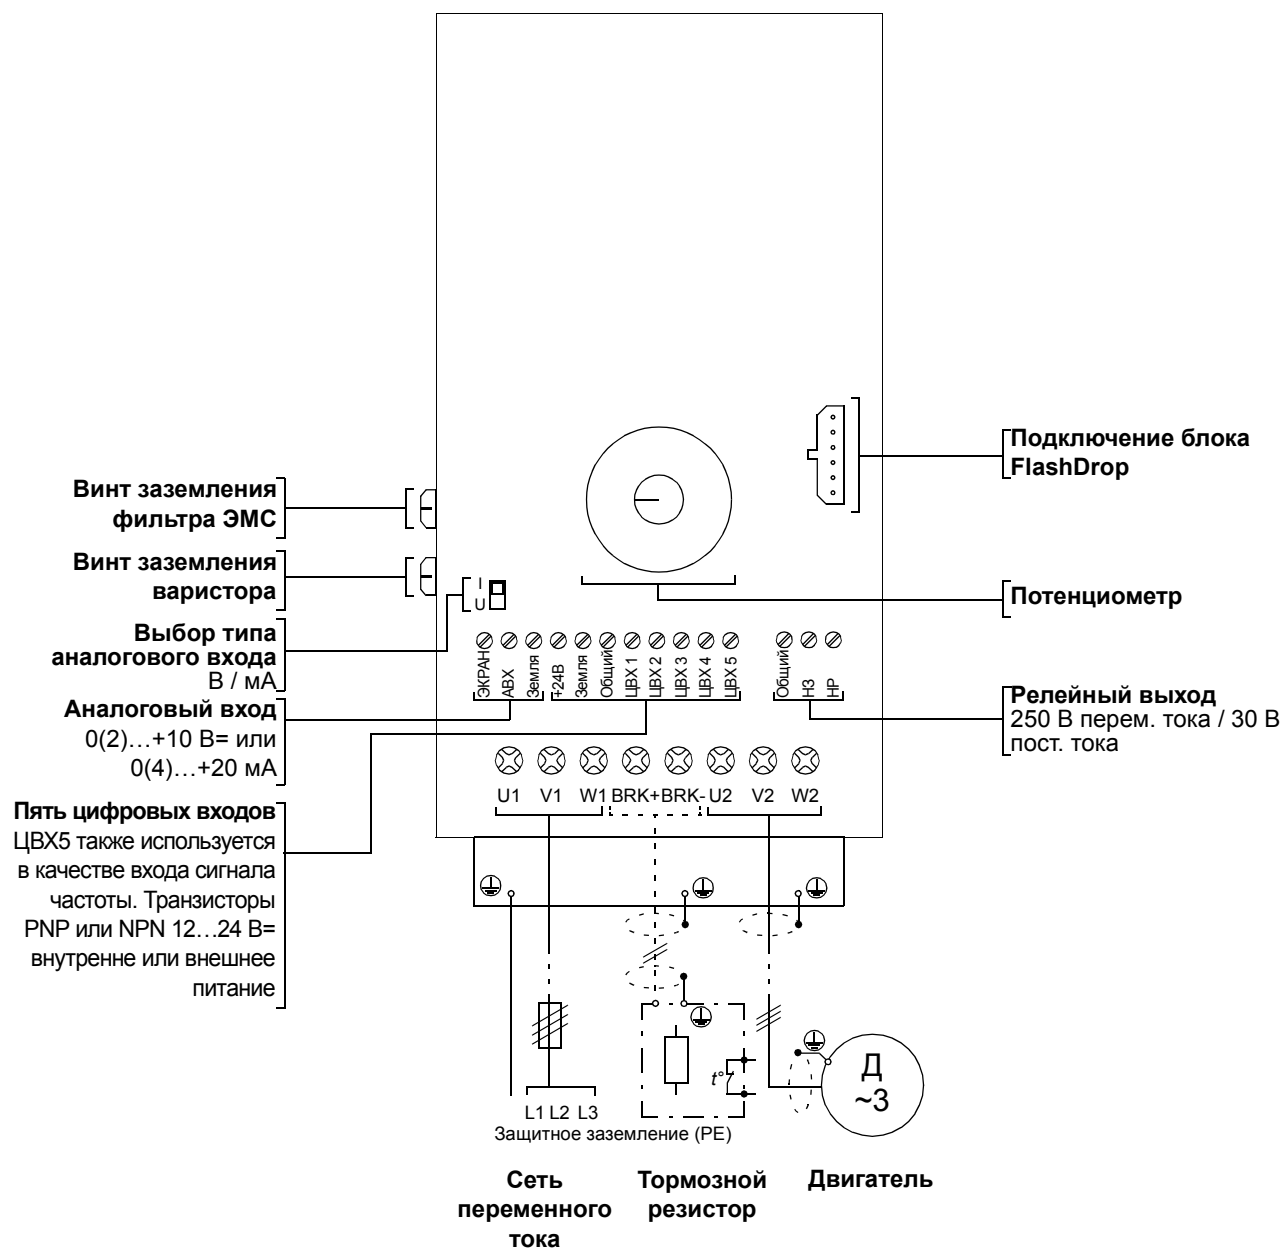 Подключение блока
FlashDrop
Винт заземления
фильтра ЭМС
Винт заземления
варистора
I
U
Потенциометр
Выбор типа
аналогового входа
В / мА
ЭКРАН
АВХ
Земля
+24В
Земля
Общий
ЦВХ 1
ЦВХ 2
ЦВХ 3
ЦВХ 4
ЦВХ 5
Общий
НЗ
НР
Релейный выход
250 В перем. тока / 30 В
пост. тока
Аналоговый вход
0(2)…+10 В= или
0(4)…+20 мА
U1 V1 W1 BRK+ BRK- U2 V2 W2
Пять цифровых входов
ЦВХ5 также используется
в качестве входа сигнала
частоты. Транзисторы
PNP или NPN 12…24 В=
внутренне или внешнее
питание
t°
Д
~3
L1 L2 L3
Защитное заземление (PE)
Сеть
переменного
тока
Тормозной
резистор
Двигатель